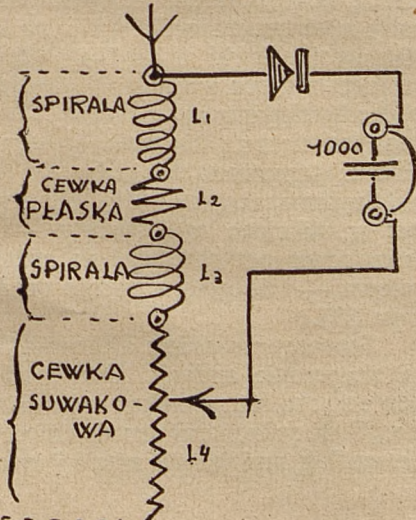 SPIRALA
L1
1000
CEWKA
PŁASKA
L2
SPIRALA
L3
CEWKA
SUWAKO-
WA
L4